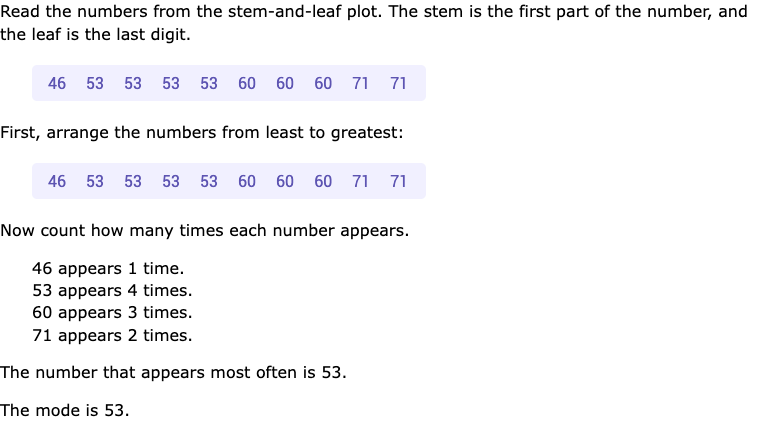 Read the numbers from the stem-and-leaf plot. The stem is the first part of the number, and
the leaf is the last digit.
46 53 53 53 53 60 60 60 71 71
First, arrange the numbers from least to greatest:
46 53 53 53 53 60 60 60 71 71
Now count how many times each number appears.
46 appears 1 time.
53 appears 4 times.
60 appears 3 times.
71 appears 2 times.
The number that appears most often is 53.
The mode is 53.